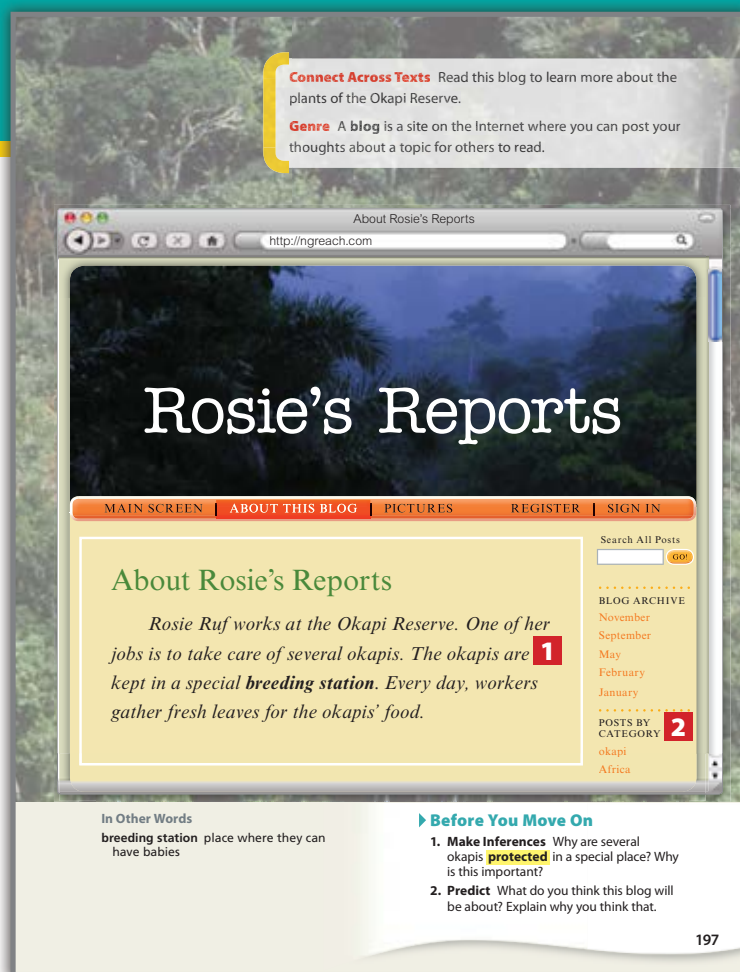 Connect Across Texts Read this blog to learn more about the
plants of the Okapi Reserve.
Genre A blog is a site on the Internet where you can post your
thoughts about a topic for others to read.
About Rosie's Reports
http://ngreach.com
Rosie's Reports
MAIN SCREEN | ABOUT THIS BLOG | PICTURES REGISTER | SIGN IN
About Rosie's Reports
Rosie Ruf works at the Okapi Reserve. One of her
jobs is to take care of several okapis. The okapis are 1
kept in a special breeding station. Every day, workers
gather fresh leaves for the okapis' food.
Search All Posts
GO!
BLOG ARCHIVE
November
September
May
February
January
POSTS BY
CATEGORY 2
okapi
Africa
In Other Words
breeding station place where they can
have babies
Before You Move On
1. Make Inferences Why are several
okapis protected in a special place? Why
is this important?
2. Predict What do you think this blog will
be about? Explain why you think that.
197